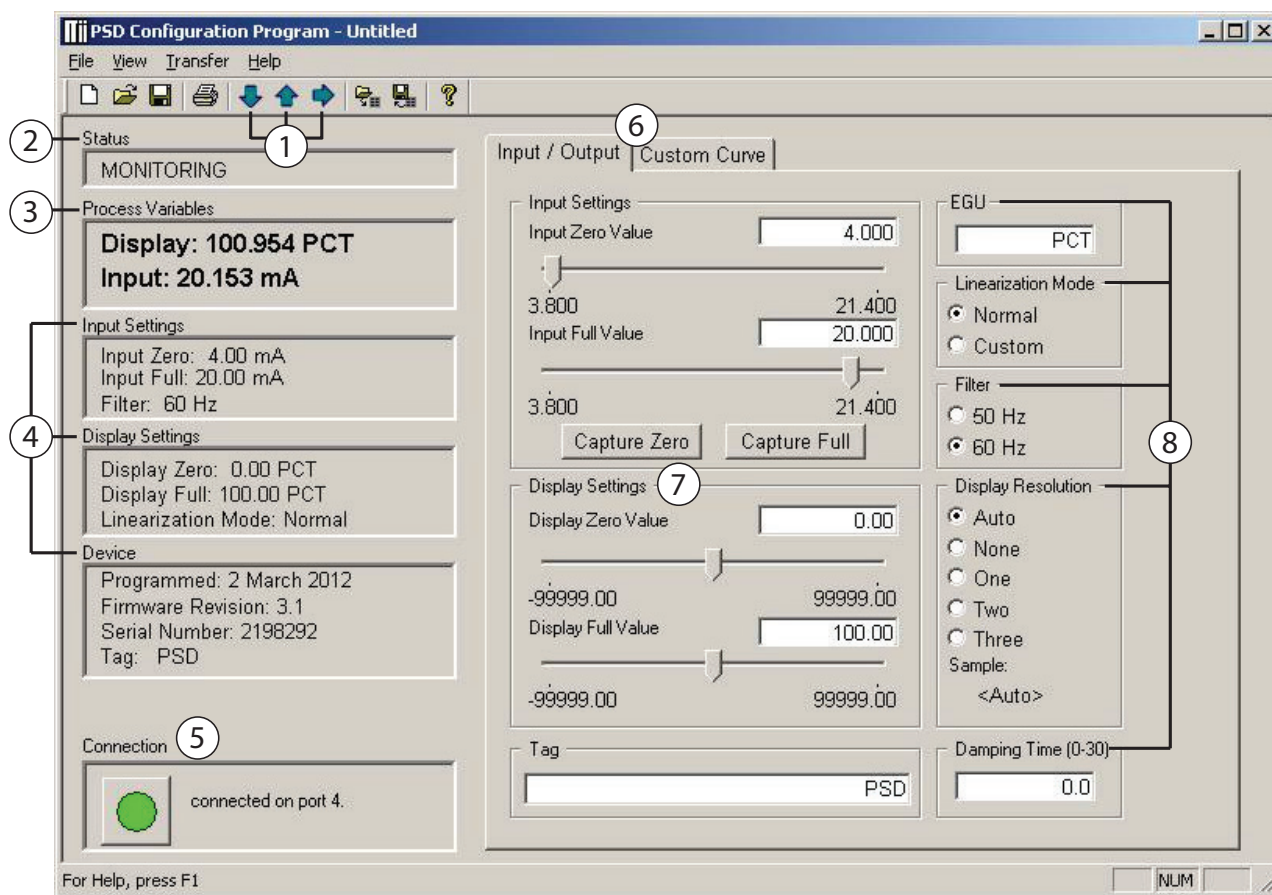 PSD Configuration Program - Untitled
File View Transfer Help
1
2
Status
MONITORING
3
Process Variables
Display: 100.954 PCT
Input: 20.153 mA
4
Input Settings
Input Zero: 4.00 mA
Input Full: 20.00 mA
Filter: 60 Hz
Display Settings
Display Zero: 0.00 PCT
Display Full: 100.00 PCT
Linearization Mode: Normal
Device
Programmed: 2 March 2012
Firmware Revision: 3.1
Serial Number: 2198292
Tag: PSD
Connection
5
connected on port 4.
6
Input / Output
Custom Curve
Input Settings
Input Zero Value
4.000
3.800 21.400
Input Full Value
20.000
3.800 21.400
Capture Zero
Capture Full
Display Settings
7
Display Zero Value
0.00
-99999.00 99999.00
Display Full Value
100.00
-99999.00 99999.00
Tag
PSD
EGU
PCT
Linearization Mode
Normal
Custom
Filter
50 Hz
60 Hz
8
Display Resolution
Auto
None
One
Two
Three
Sample:
<Auto>
Damping Time (0-30)
0.0
For Help, press F1
NUM